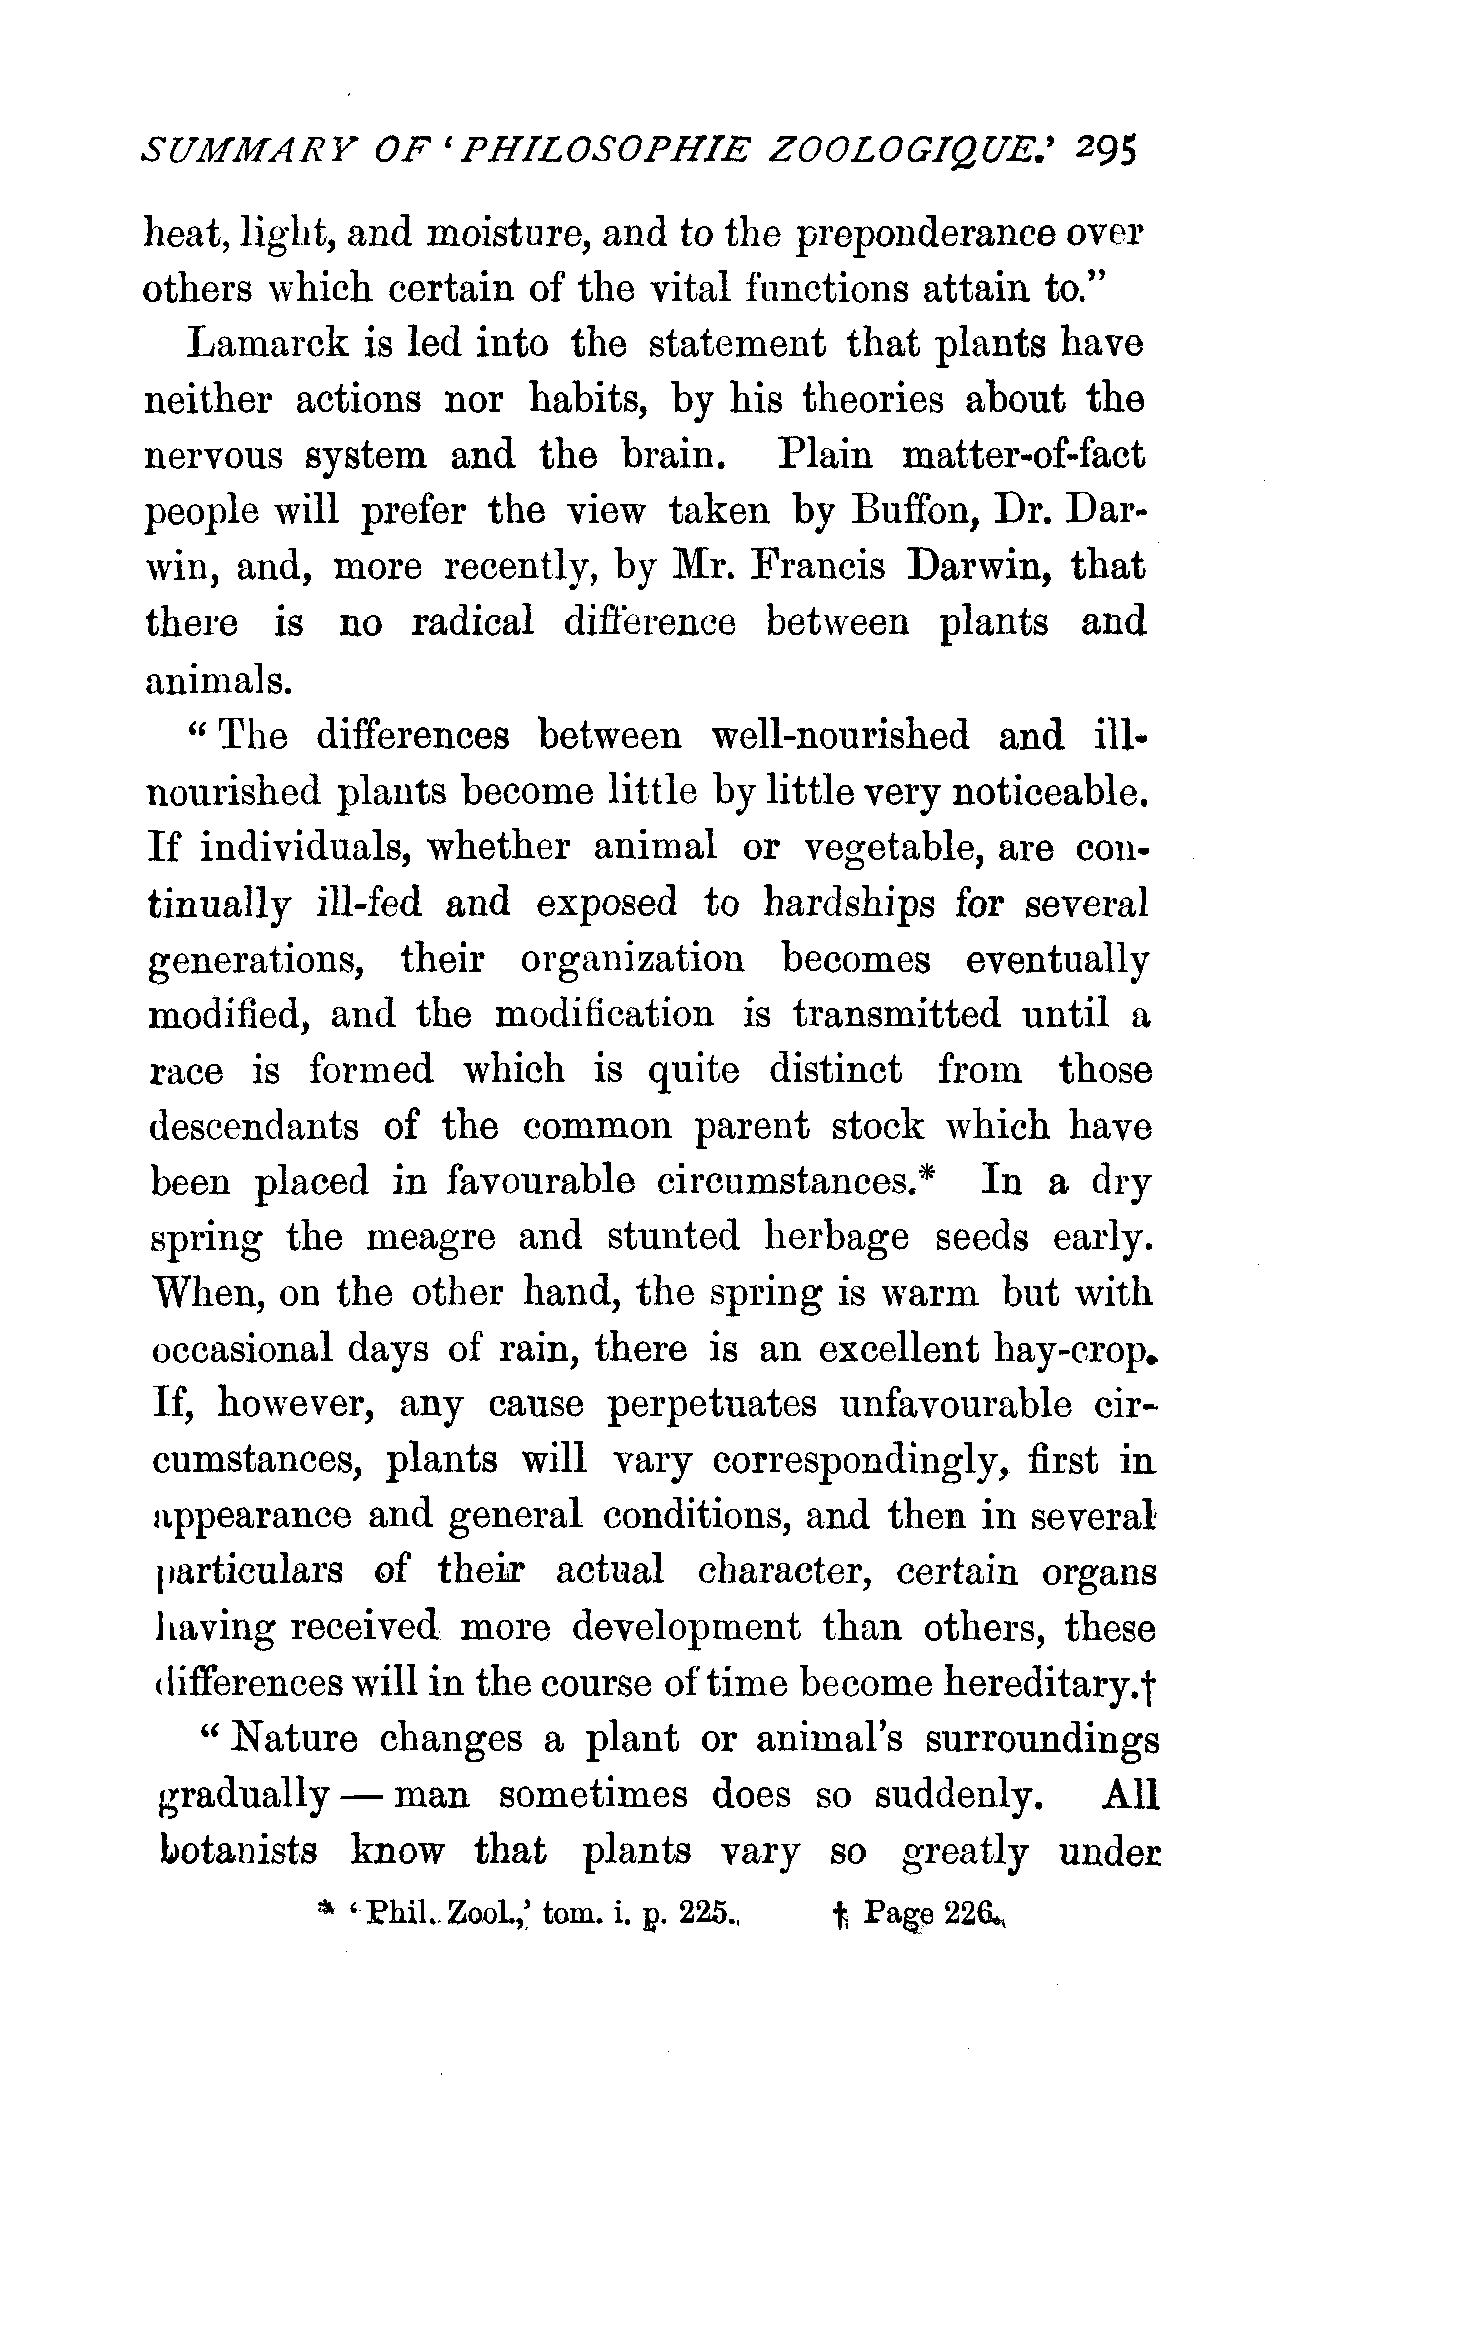 SUMMARY OF ‘PHILOSOPHIE ZOOLOGIQUE.’ 295
heat, light, and moisture, and to the preponderance over
others which certain of the vital functions attain to.”
Lamarck is led into the statement that plants have
neither actions nor habits, by his theories about the
nervous system and the brain. Plain matter-of-fact
people will prefer the view taken by Buffon, Dr. Dar-
win, and, more recently, by Mr. Francis Darwin, that
there is no radical difference between plants and
animals.
“The differences between well-nourished and ill-
nourished plants become little by little very noticeable.
If individuals, whether animal or vegetable, are con-
tinually ill-fed and exposed to hardships for several
generations, their organization becomes eventually
modified, and the modification is transmitted until a
race is formed which is quite distinct from those
descendants of the common parent stock which have
been placed in favourable circumstances.* In a dry
spring the meagre and stunted herbage seeds early.
When, on the other hand, the spring is warm but with
occasional days of rain, there is an excellent hay-crop.
If, however, any cause perpetuates unfavourable cir-
cumstances, plants will vary correspondingly, first in
appearance and general conditions, and then in several
particulars of their actual character, certain organs
having received more development than others, these
differences will in the course of time become hereditary.†
“Nature changes a plant or animal’s surroundings
gradually — man sometimes does so suddenly. All
botanists know that plants vary so greatly under
* ‘Phil. Zool.,’ tom. i. p. 225. † Page 226.